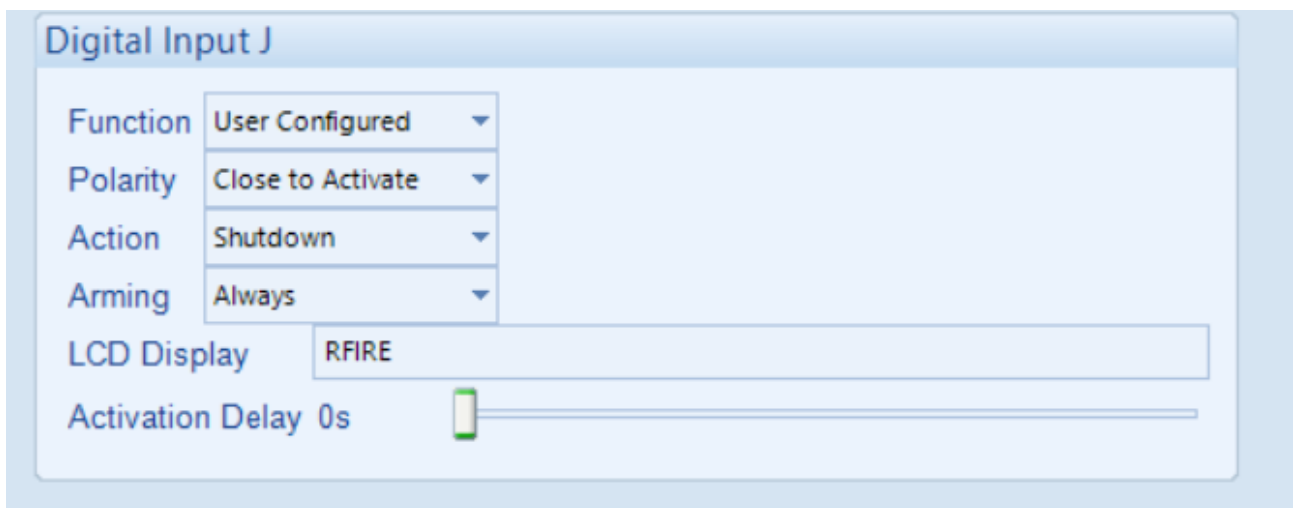 Digital Input J
Function User Configured
Polarity Close to Activate
Action Shutdown
Arming Always
LCD Display RFIRE
Activation Delay 0s